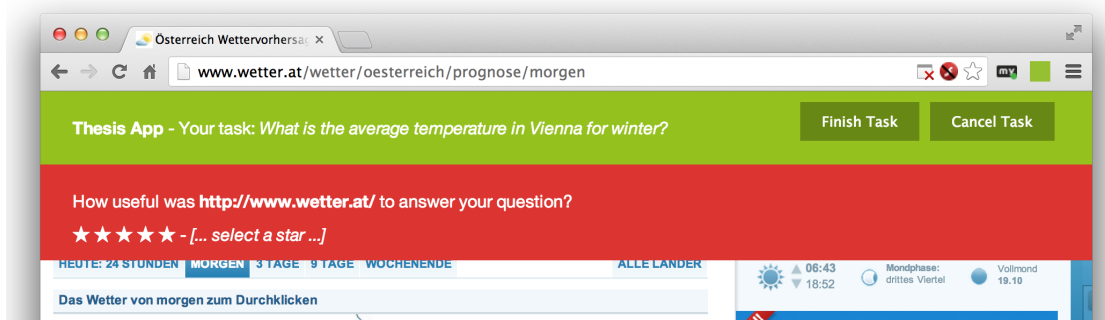 Österreich Wettervorhersag
www.wetter.at/wetter/oesterreich/prognose/morgen
my
Thesis App - Your task: What is the average temperature in Vienna for winter?
Finish Task
Cancel Task
How useful was http://www.wetter.at/ to answer your question?
- [... select a star ...]
HEUTE: 24 STUNDEN MORGEN 3 TAGE 9 TAGE WOCHENENDE ALLE LÄNDER
06:43
18:52
Mondphase:
drittes Viertel
Vollmond
19.10
Das Wetter von morgen zum Durchklicken